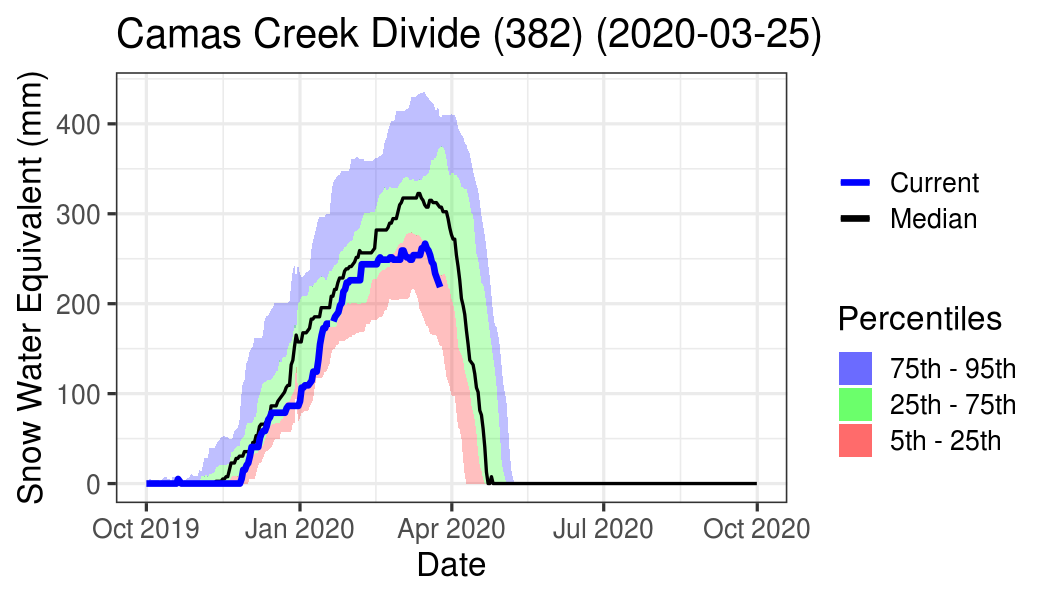 Camas Creek Divide (382) (2020-03-25)
Snow Water Equivalent (mm)
400
300
200
100
0
Oct 2019
Jan 2020
Apr 2020
Jul 2020
Oct 2020
Date
Current
Median
Percentiles
75th - 95th
25th - 75th
5th - 25th